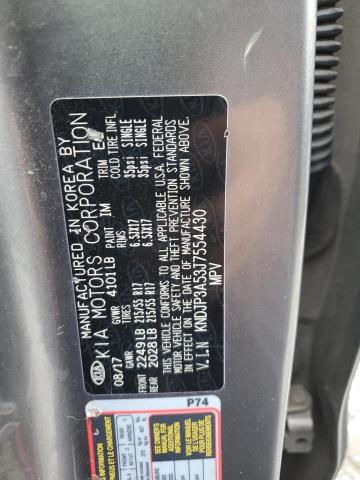 MANUFACTURED IN KOREA BY
KIA MOTORS CORPORATION
08/17 GVWR 4101LB PAINT IM TRIM EA
GAWR TIRES RIMS COLD TIRE INFL.
FRONT 2249LB 215/55 R17 6.5JX17 35psi SINGLE
REAR 2028LB 215/55 R17 6.5JX17 35psi SINGLE
THIS VEHICLE CONFORMS TO ALL APPLICABLE U.S.A. FEDERAL
MOTOR VEHICLE SAFETY, BUMPER, AND THEFT PREVENTION STANDARDS
IN EFFECT ON THE DATE OF MANUFACTURE SHOWN ABOVE.
V.I.N KNDJP3A53J7554430
MPV
KIA
P74